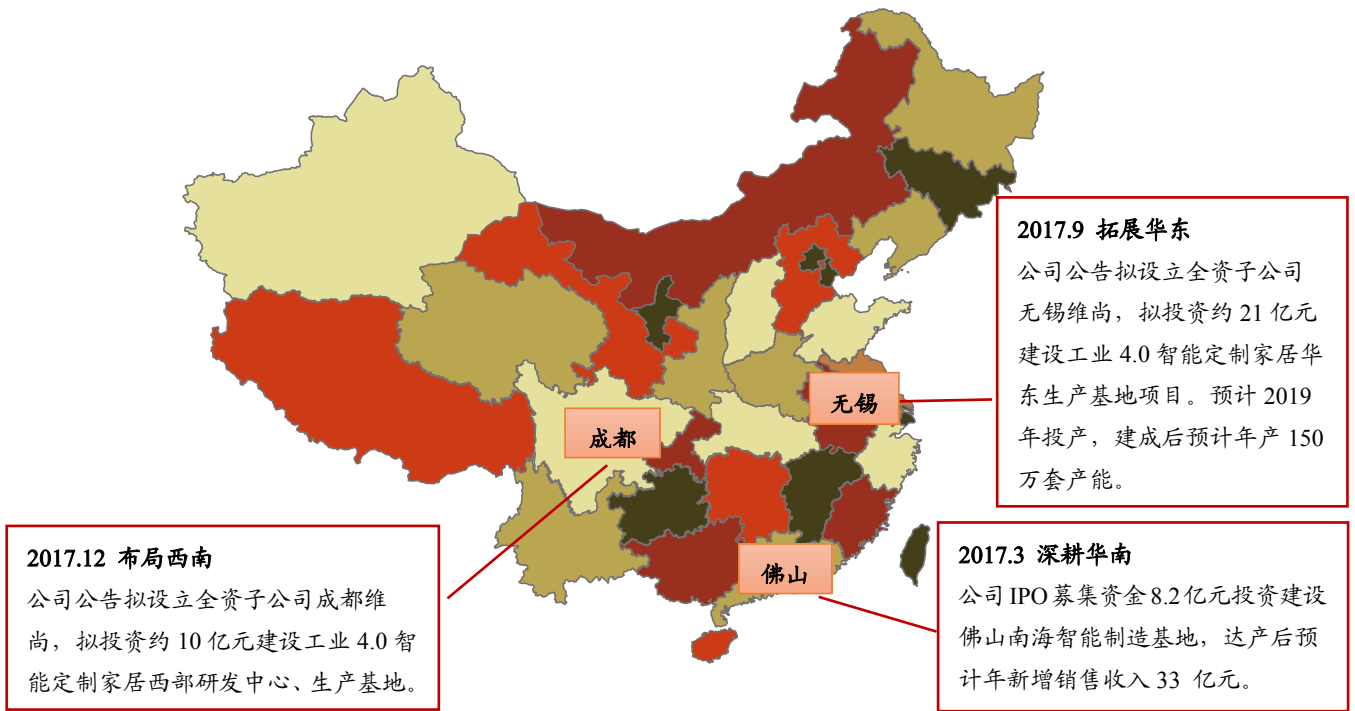 2017.9 拓展华东
公司公告拟设立全资子公司
无锡维尚，拟投资约 21 亿元
建设工业 4.0 智能定制家居华
东生产基地项目。预计 2019
年投产，建成后预计年产 150
万套产能。
无锡
成都
佛山
2017.12 布局西南
公司公告拟设立全资子公司成都维
尚，拟投资约 10 亿元建设工业 4.0 智
能定制家居西部研发中心、生产基地。
2017.3 深耕华南
公司 IPO 募集资金 8.2 亿元投资建设
佛山南海智能制造基地，达产后预
计年新增销售收入 33 亿元。